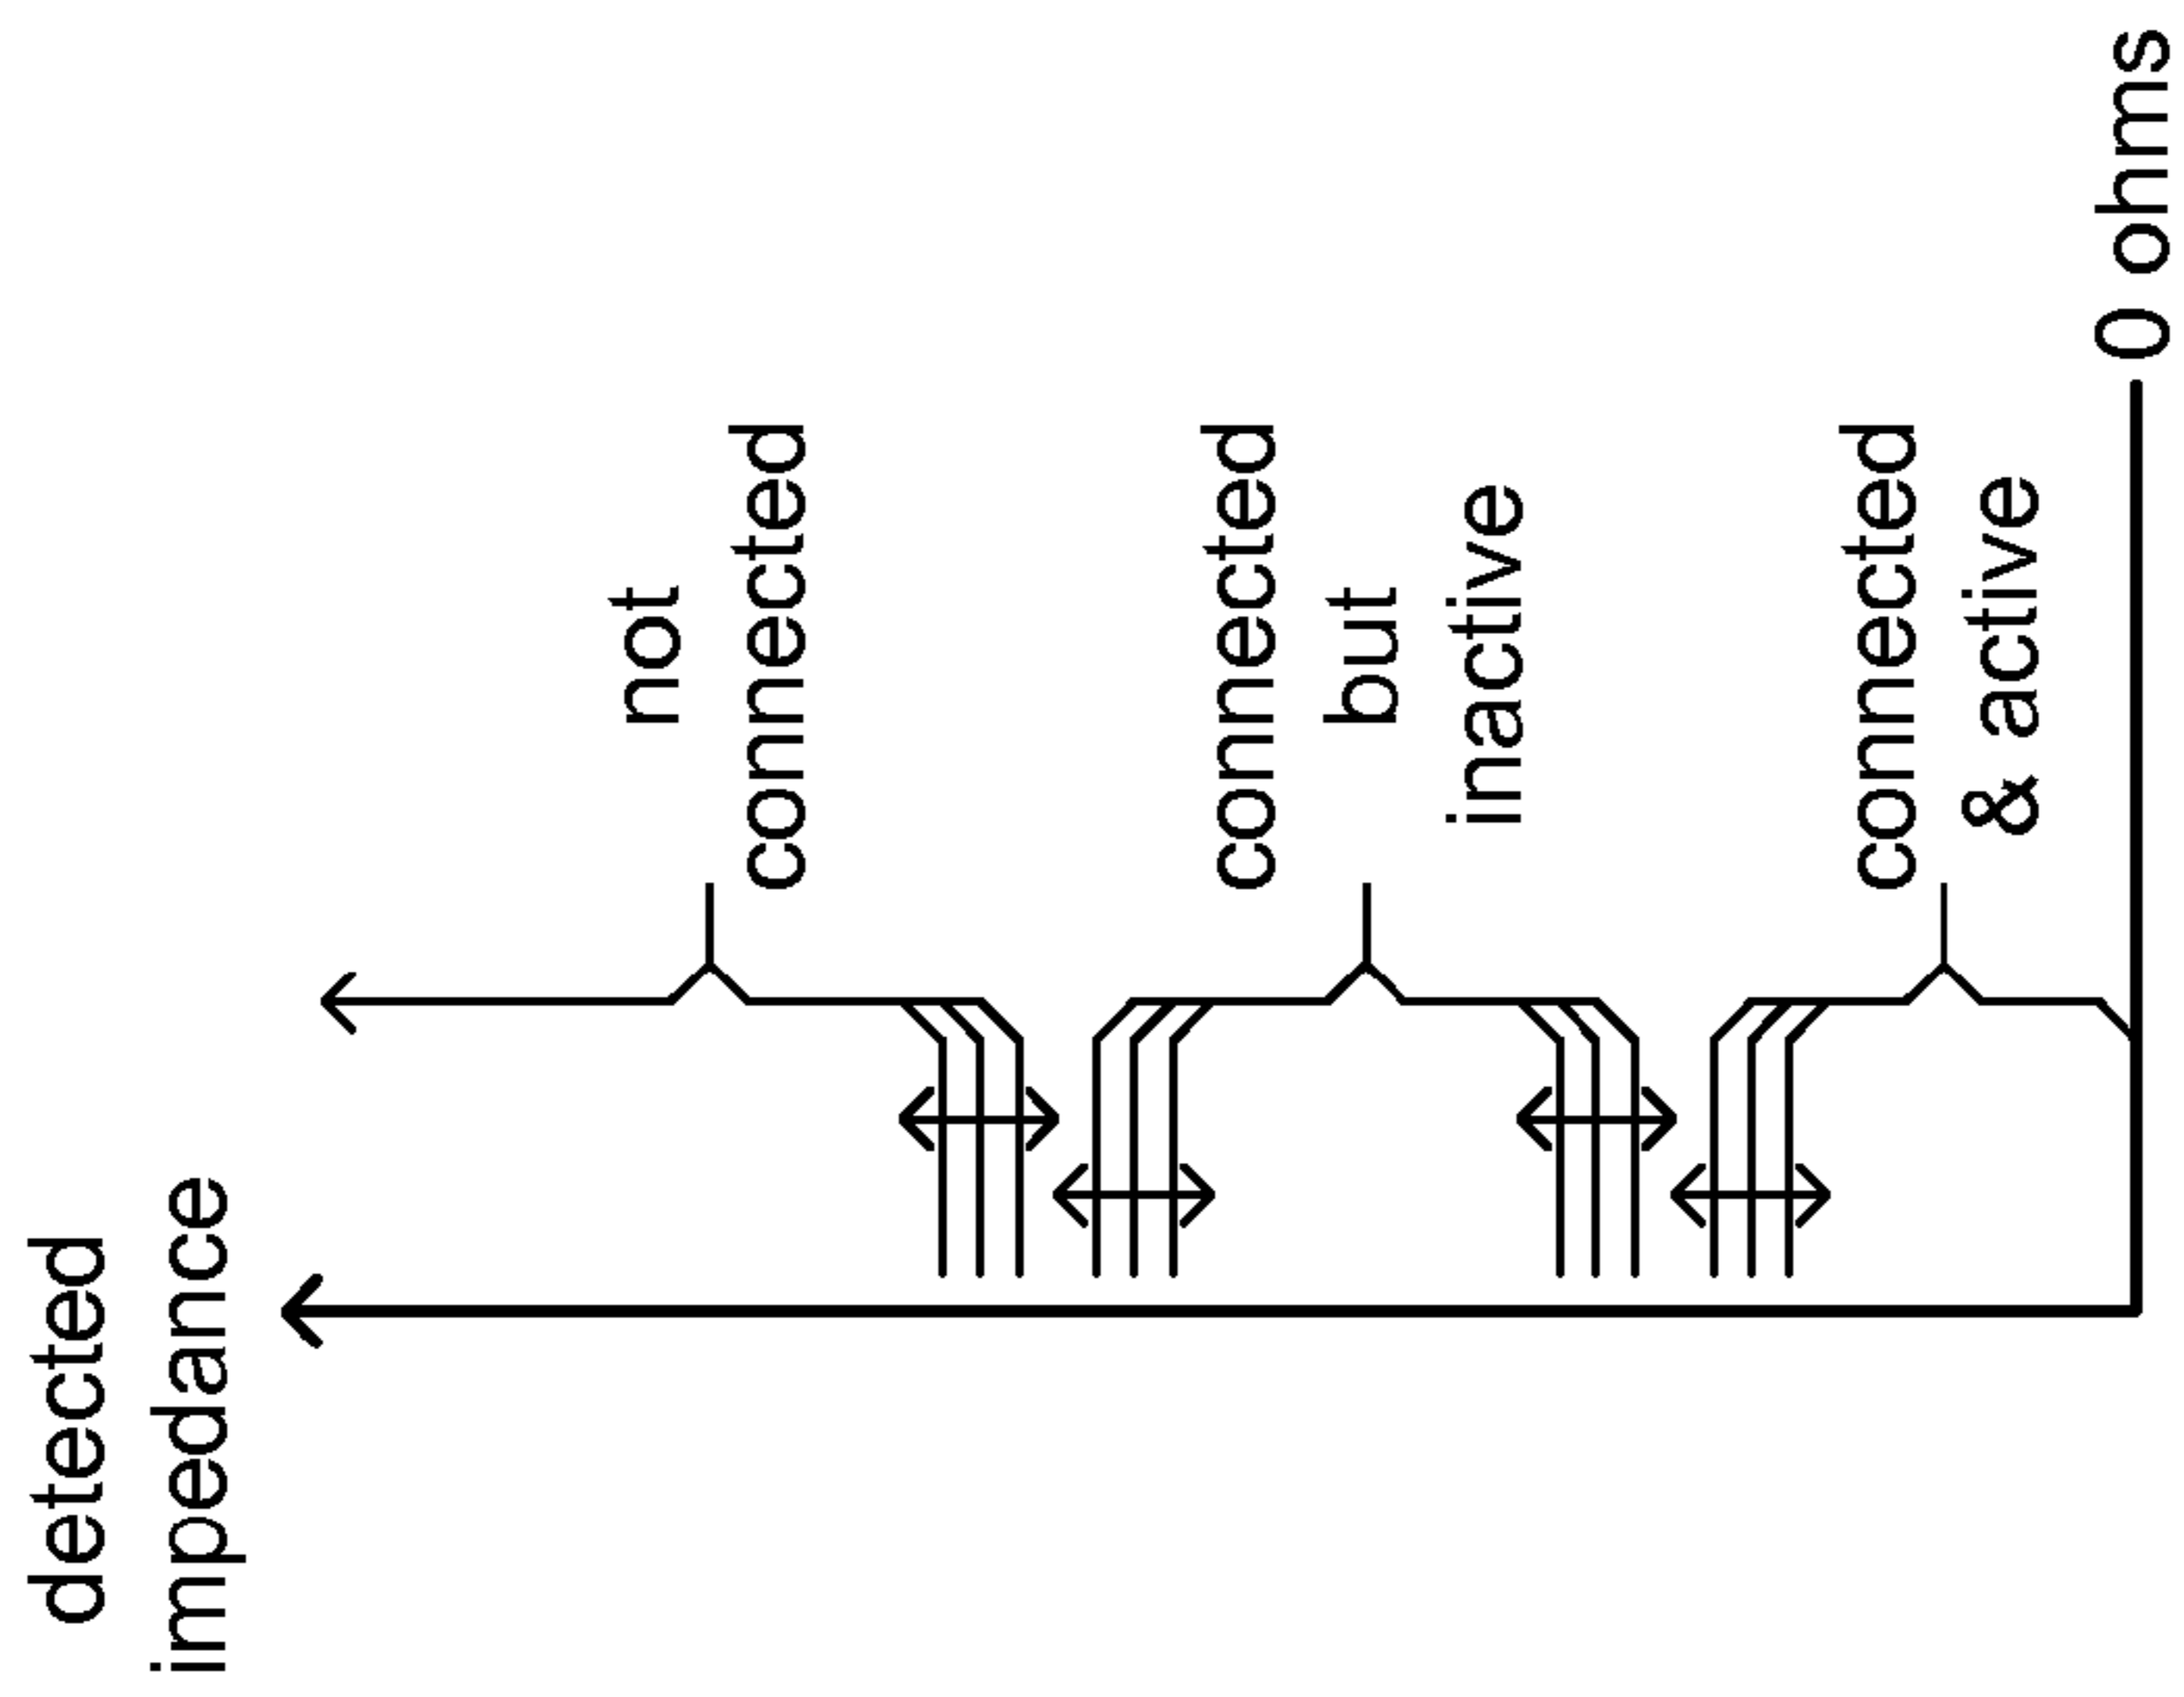 detected
impedance
not
connected
connected
but
inactive
connected
& active
0 ohms